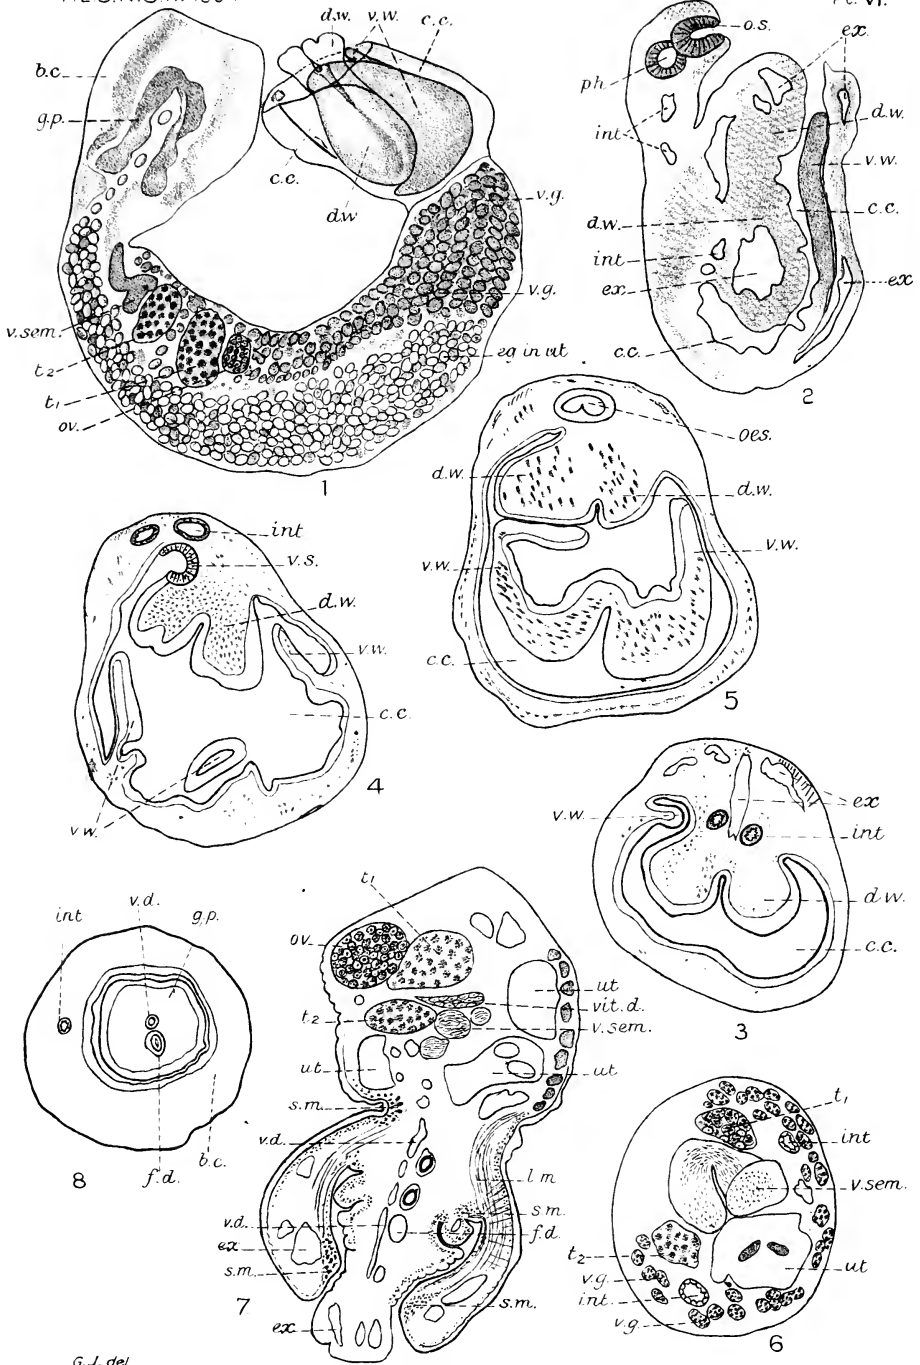 Pl. VI.
d.w.
v.w.
c.c.
b.c.
g.p.
c.c.
d.w
v.g.
v.g.
eg in ut
v.sem.
t2
t1
ov.
1
o.s.
ex.
ph.
int
d.w.
v.w.
c.c.
d.w.
int
ex.
ex
c.c.
2
oes.
d.w.
d.w.
v.w.
v.w.
c.c.
5
int
v.s.
d.w.
v.w.
c.c.
v.w.
4
v.w.
ex
int
d.w.
c.c.
3
int
v.d.
g.p.
f.d.
b.c.
8
t1
ov.
ut
vit.d.
t2
v.sem.
ut
ut
s.m.
v.d
l m
s.m.
v.d
f.d.
ex
s.m.
s.m.
ex
7
t1
int
v.sem.
t2
v.g.
ut
int.
v.g.
6
G.J. del